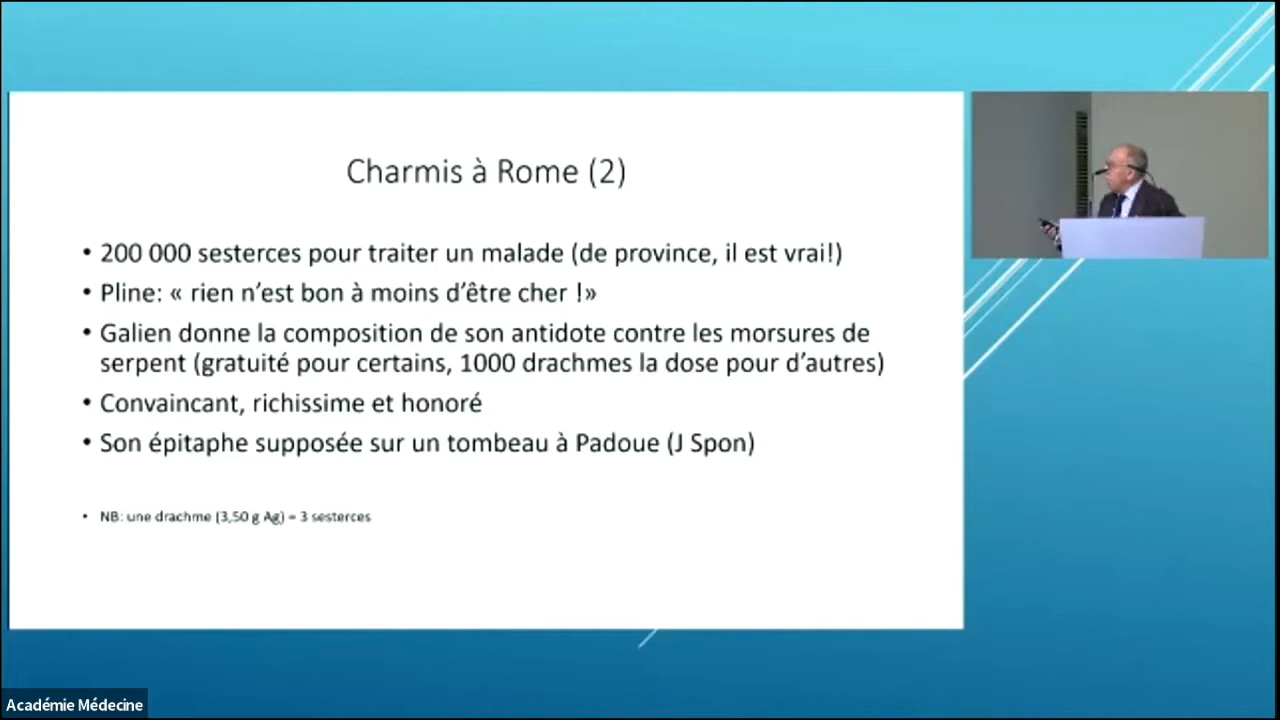 Charmis à Rome (2)
• 200 000 sesterces pour traiter un malade (de province, il est vrai!)
• Pline: « rien n’est bon à moins d’être cher !»
• Galien donne la composition de son antidote contre les morsures de
serpent (gratuité pour certains, 1000 drachmes la dose pour d’autres)
• Convaincant, richissime et honoré
• Son épitaphe supposée sur un tombeau à Padoue (J Spon)
• NB: une drachme (3,50 g Ag) = 3 sesterces
Académie Médecine